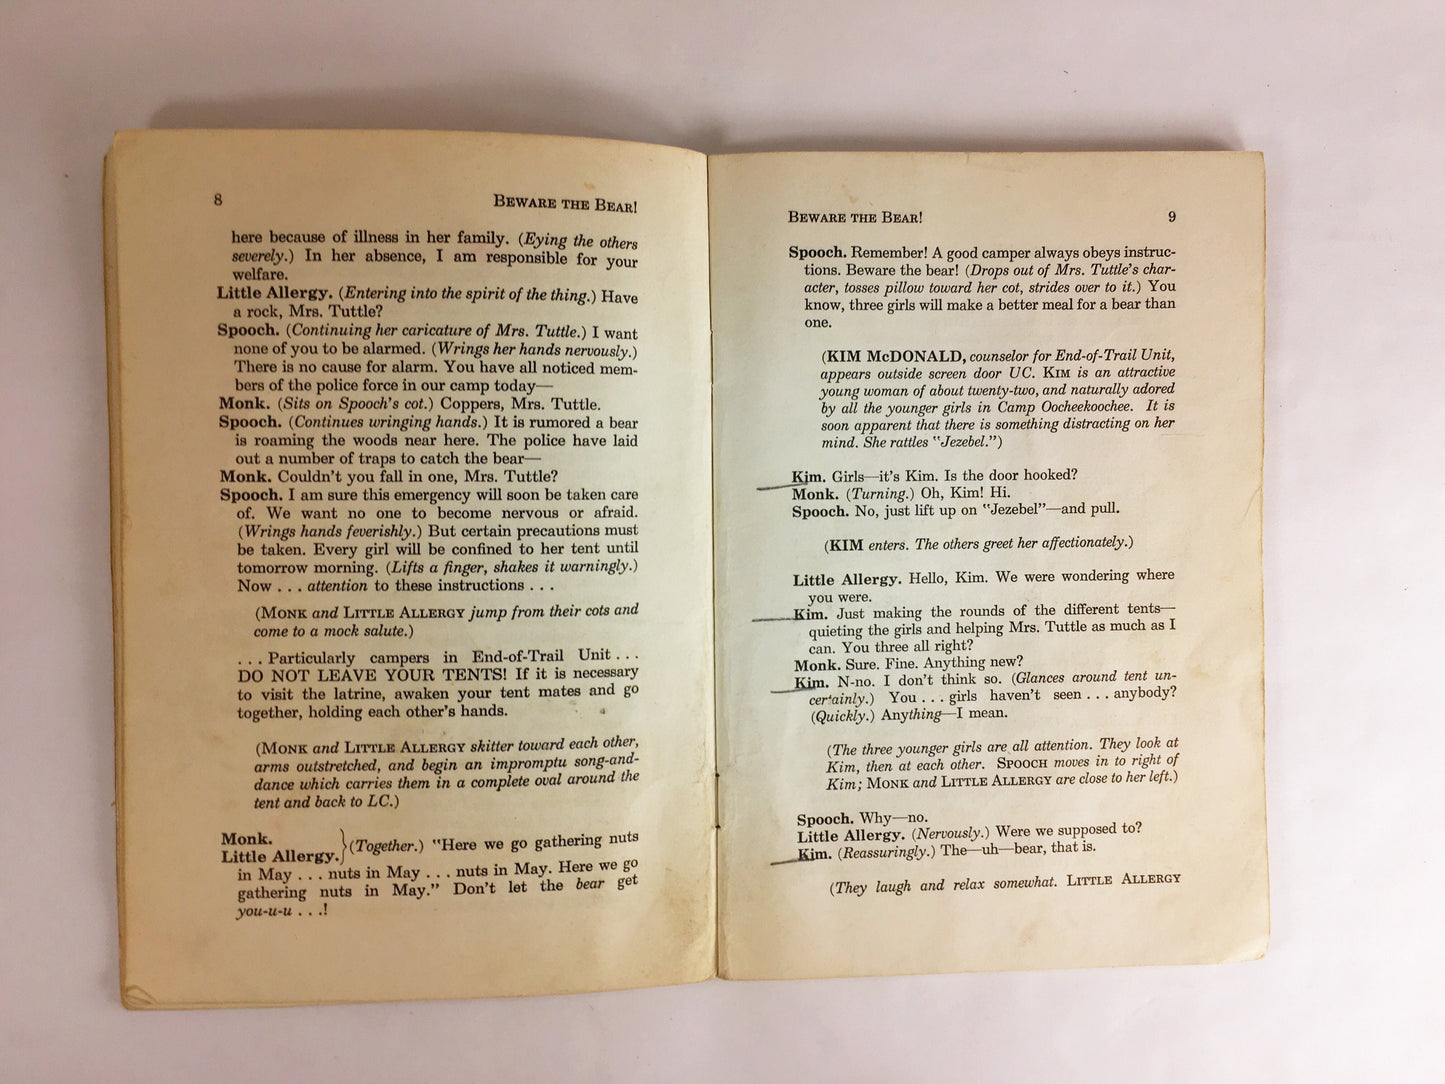 8
BEWARE THE BEAR!
here because of illness in her family. (Eying the others
severely.) In her absence, I am responsible for your
welfare.
Little Allergy. (Entering into the spirit of the thing.) Have
a rock, Mrs. Tuttle?
Spooch. (Continuing her caricature of Mrs. Tuttle.) I want
none of you to be alarmed. (Wrings her hands nervously.)
There is no cause for alarm. You have all noticed mem-
bers of the police force in our camp today—
Monk. (Sits on Spooch's cot.) Coppers, Mrs. Tuttle.
Spooch. (Continues wringing hands.) It is rumored a bear
is roaming the woods near here. The police have laid
out a number of traps to catch the bear—
Monk. Couldn't you fall in one, Mrs. Tuttle?
Spooch. I am sure this emergency will soon be taken care
of. We want no one to become nervous or afraid.
(Wrings hands feverishly.) But certain precautions must
be taken. Every girl will be confined to her tent until
tomorrow morning. (Lifts a finger, shakes it warningly.)
Now . . . attention to these instructions . . .
(MONK and LITTLE ALLERGY jump from their cots and
come to a mock salute.)
. . . Particularly campers in End-of-Trail Unit . . .
DO NOT LEAVE YOUR TENTS! If it is necessary
to visit the latrine, awaken your tent mates and go
together, holding each other's hands.
(MONK and LITTLE ALLERGY skitter toward each other,
arms outstretched, and begin an impromptu song-and-
dance which carries them in a complete oval around the
tent and back to LC.)
Monk.
Little Allergy.} (Together.) "Here we go gathering nuts
in May . . . nuts in May . . . nuts in May. Here we go
gathering nuts in May." Don't let the bear get
you-u-u . . .!
BEWARE THE BEAR!
9
Spooch. Remember! A good camper always obeys instruc-
tions. Beware the bear! (Drops out of Mrs. Tuttle's char-
acter, tosses pillow toward her cot, strides over to it.) You
know, three girls will make a better meal for a bear than
one.
(KIM McDONALD, counselor for End-of-Trail Unit,
appears outside screen door UC. KIM is an attractive
young woman of about twenty-two, and naturally adored
by all the younger girls in Camp Oocheekoochee. It is
soon apparent that there is something distracting on her
mind. She rattles "Jezebel.")
Kim. Girls—it's Kim. Is the door hooked?
Monk. (Turning.) Oh, Kim! Hi.
Spooch. No, just lift up on "Jezebel"—and pull.
(KIM enters. The others greet her affectionately.)
Little Allergy. Hello, Kim. We were wondering where
you were.
Kim. Just making the rounds of the different tents—
quieting the girls and helping Mrs. Tuttle as much as I
can. You three all right?
Monk. Sure. Fine. Anything new?
Kim. N-no. I don't think so. (Glances around tent un-
certainly.) You . . . girls haven't seen . . . anybody?
(Quickly.) Anything—I mean.
(The three younger girls are all attention. They look at
Kim, then at each other. SPOOCH moves in to right of
Kim; MONK and LITTLE ALLERGY are close to her left.)
Spooch. Why—no.
Little Allergy. (Nervously.) Were we supposed to?
Kim. (Reassuringly.) The—uh—bear, that is.
(They laugh and relax somewhat. LITTLE ALLERGY